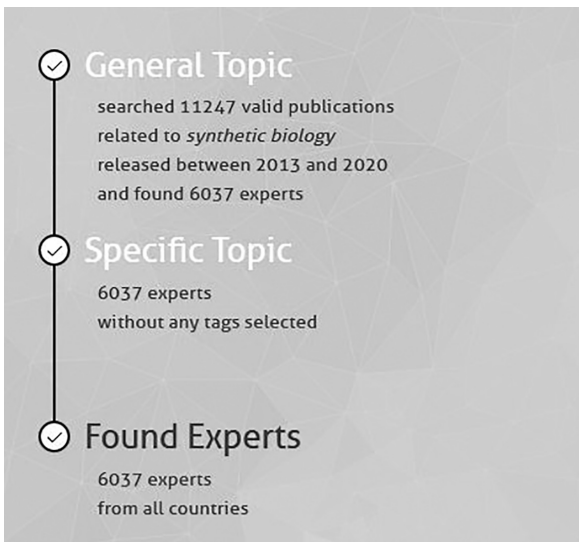 General Topic
searched 11247 valid publications
related to synthetic biology
released between 2013 and 2020
and found 6037 experts
Specific Topic
6037 experts
without any tags selected
Found Experts
6037 experts
from all countries